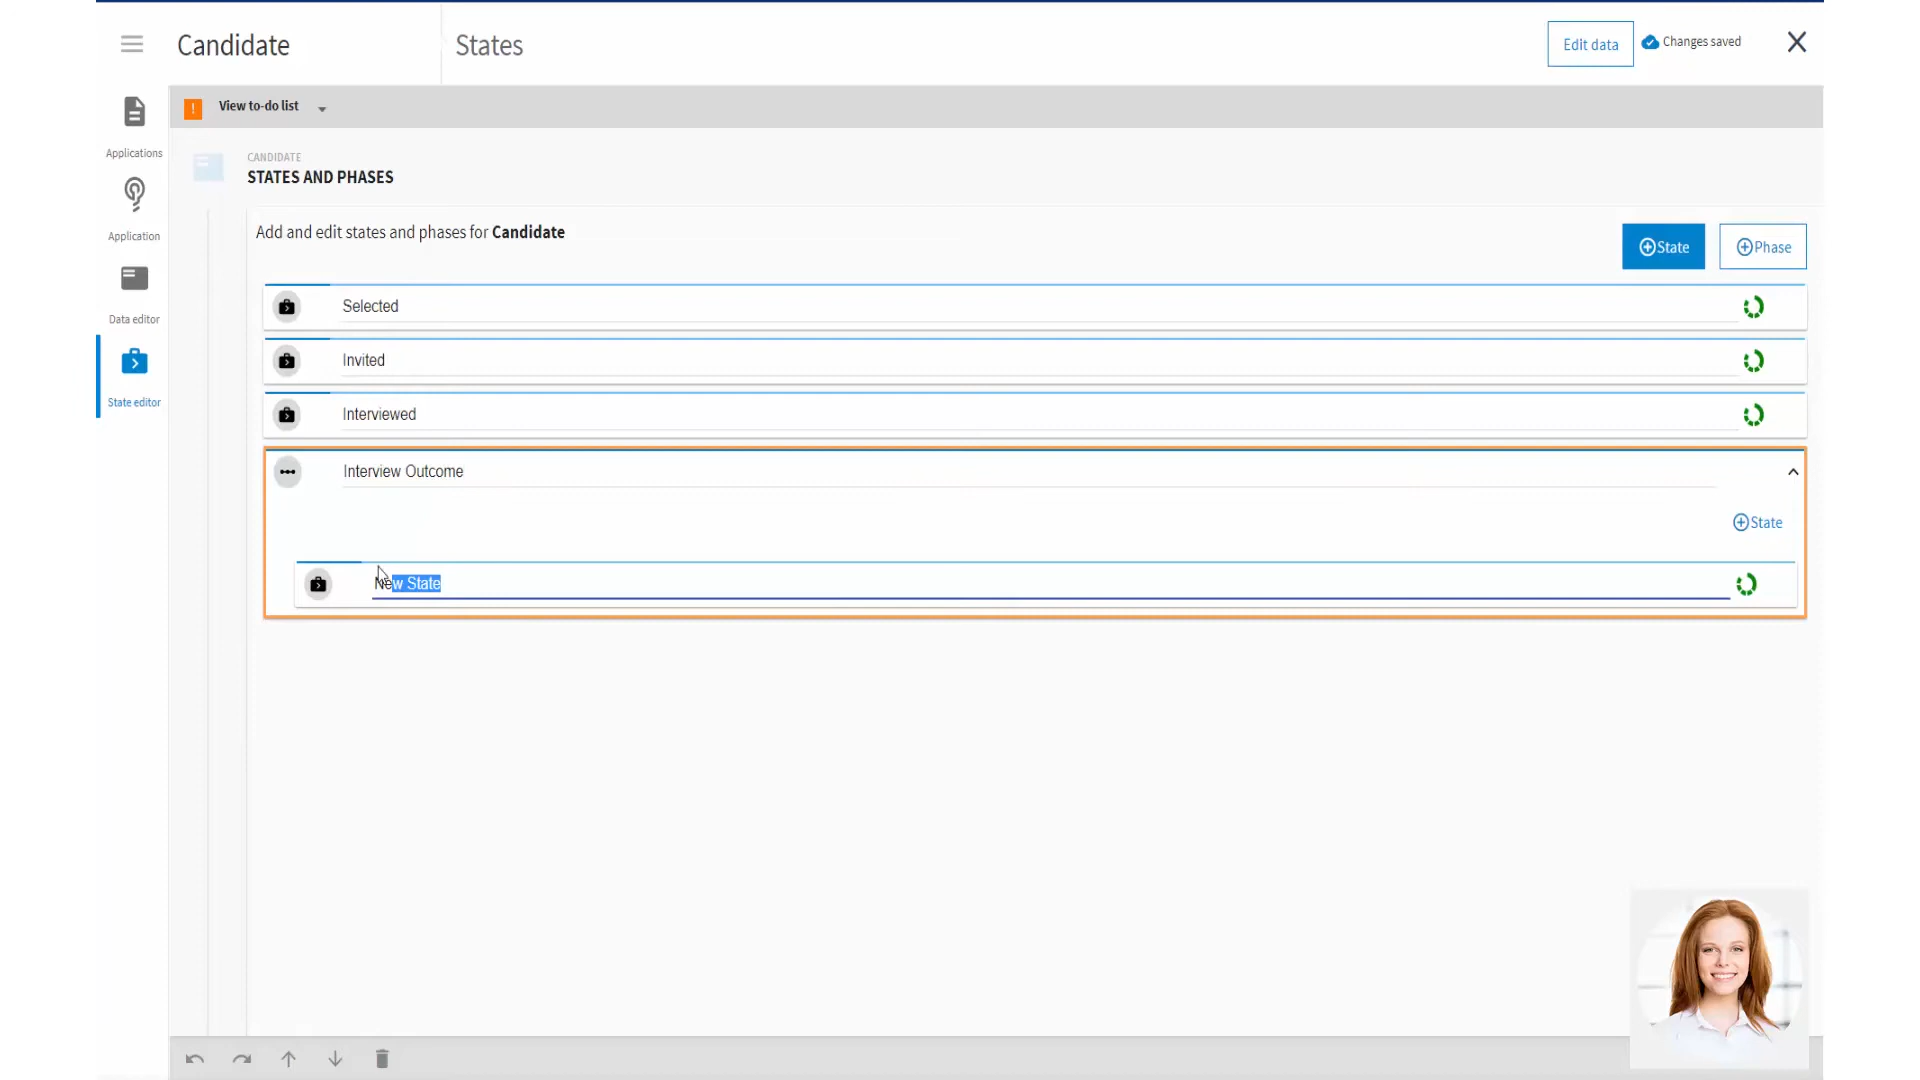 Candidate
States
Edit data
Changes saved
Applications
Application
Data editor
State editor
! View to-do list
CANDIDATE
STATES AND PHASES
Add and edit states and phases for Candidate
State
Phase
Selected
Invited
Interviewed
Interview Outcome
State
New State